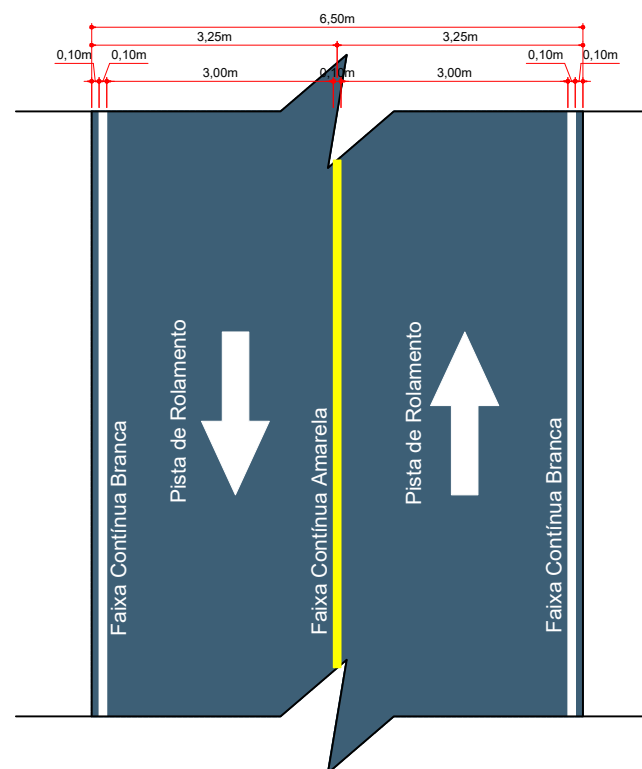 6,50m
3,25m
3,25m
0,10m
0,10m
3,00m
0,10m
3,00m
0,10m
0,10m
Faixa Contínua Branca
Pista de Rolamento
Faixa Contínua Amarela
Pista de Rolamento
Faixa Contínua Branca